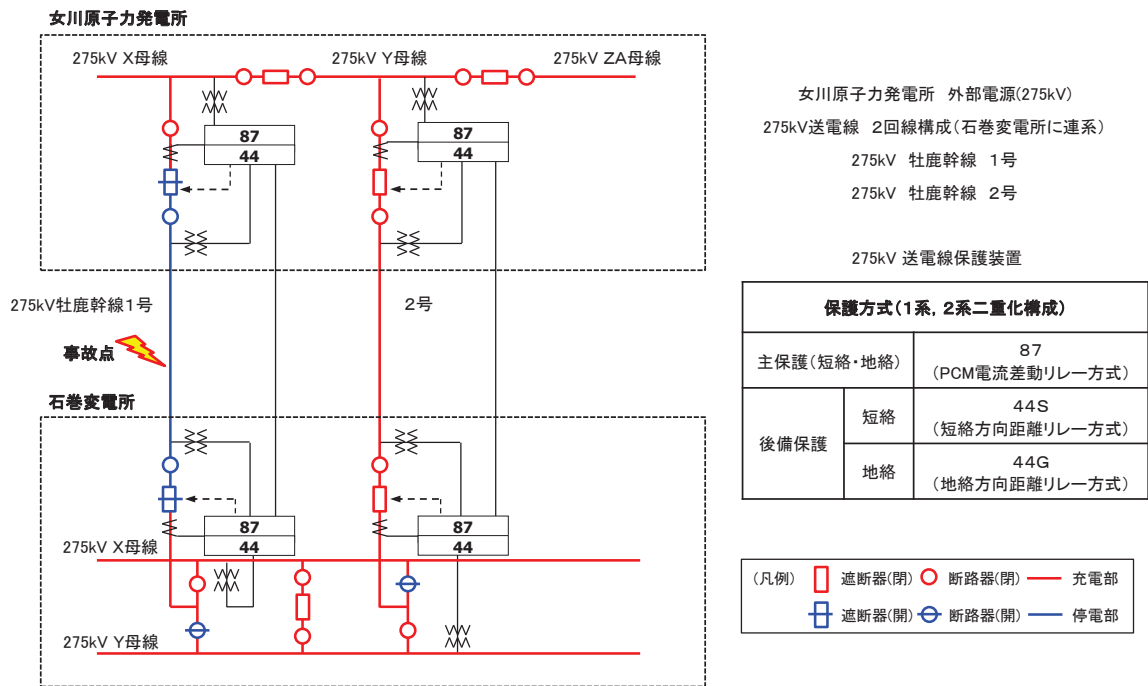 女川原子力発電所
275kV X母線
275kV Y母線
275kV ZA母線
87
44
87
44
275kV牡鹿幹線1号
2号
事故点
石巻変電所
87
44
87
44
275kV X母線
275kV Y母線
女川原子力発電所 外部電源(275kV)
275kV送電線 2回線構成(石巻変電所に連系)
275kV 牡鹿幹線 1号
275kV 牡鹿幹線 2号
275kV 送電線保護装置
保護方式(1系,2系二重化構成)
主保護(短絡・地絡)
87
(PCM電流差動リレー方式)
後備保護
短絡
44S
(短絡方向距離リレー方式)
地絡
44G
(地絡方向距離リレー方式)
(凡例) 遮断器(閉) 断路器(閉) 充電部
遮断器(開) 断路器(開) 停電部